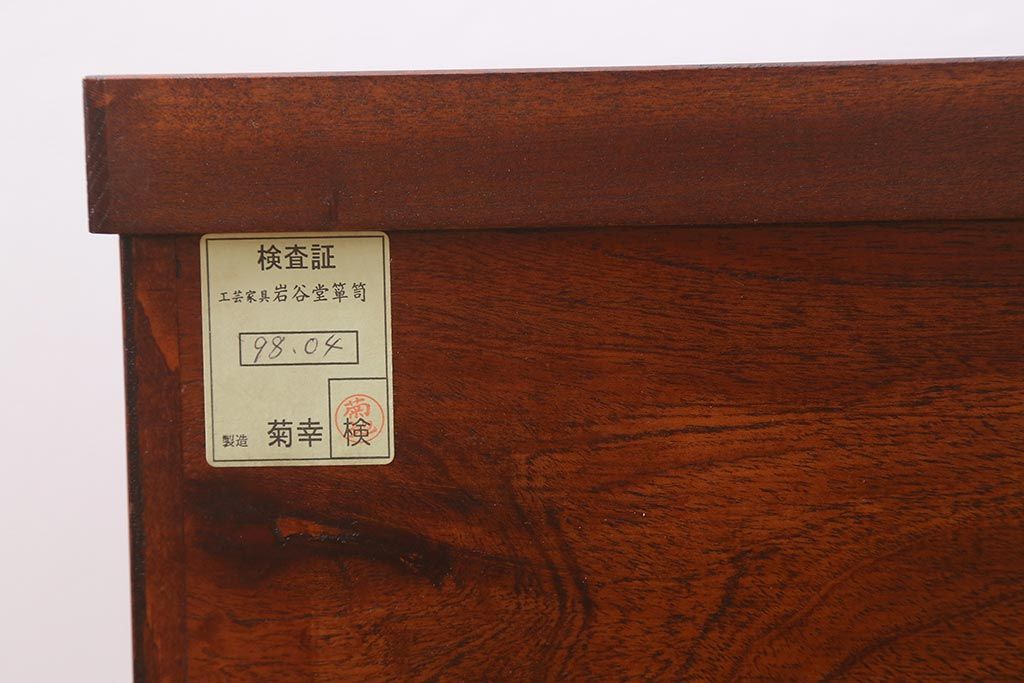 検査証
工芸家具岩谷堂箪笥
98.04
製造 菊幸 検
菊